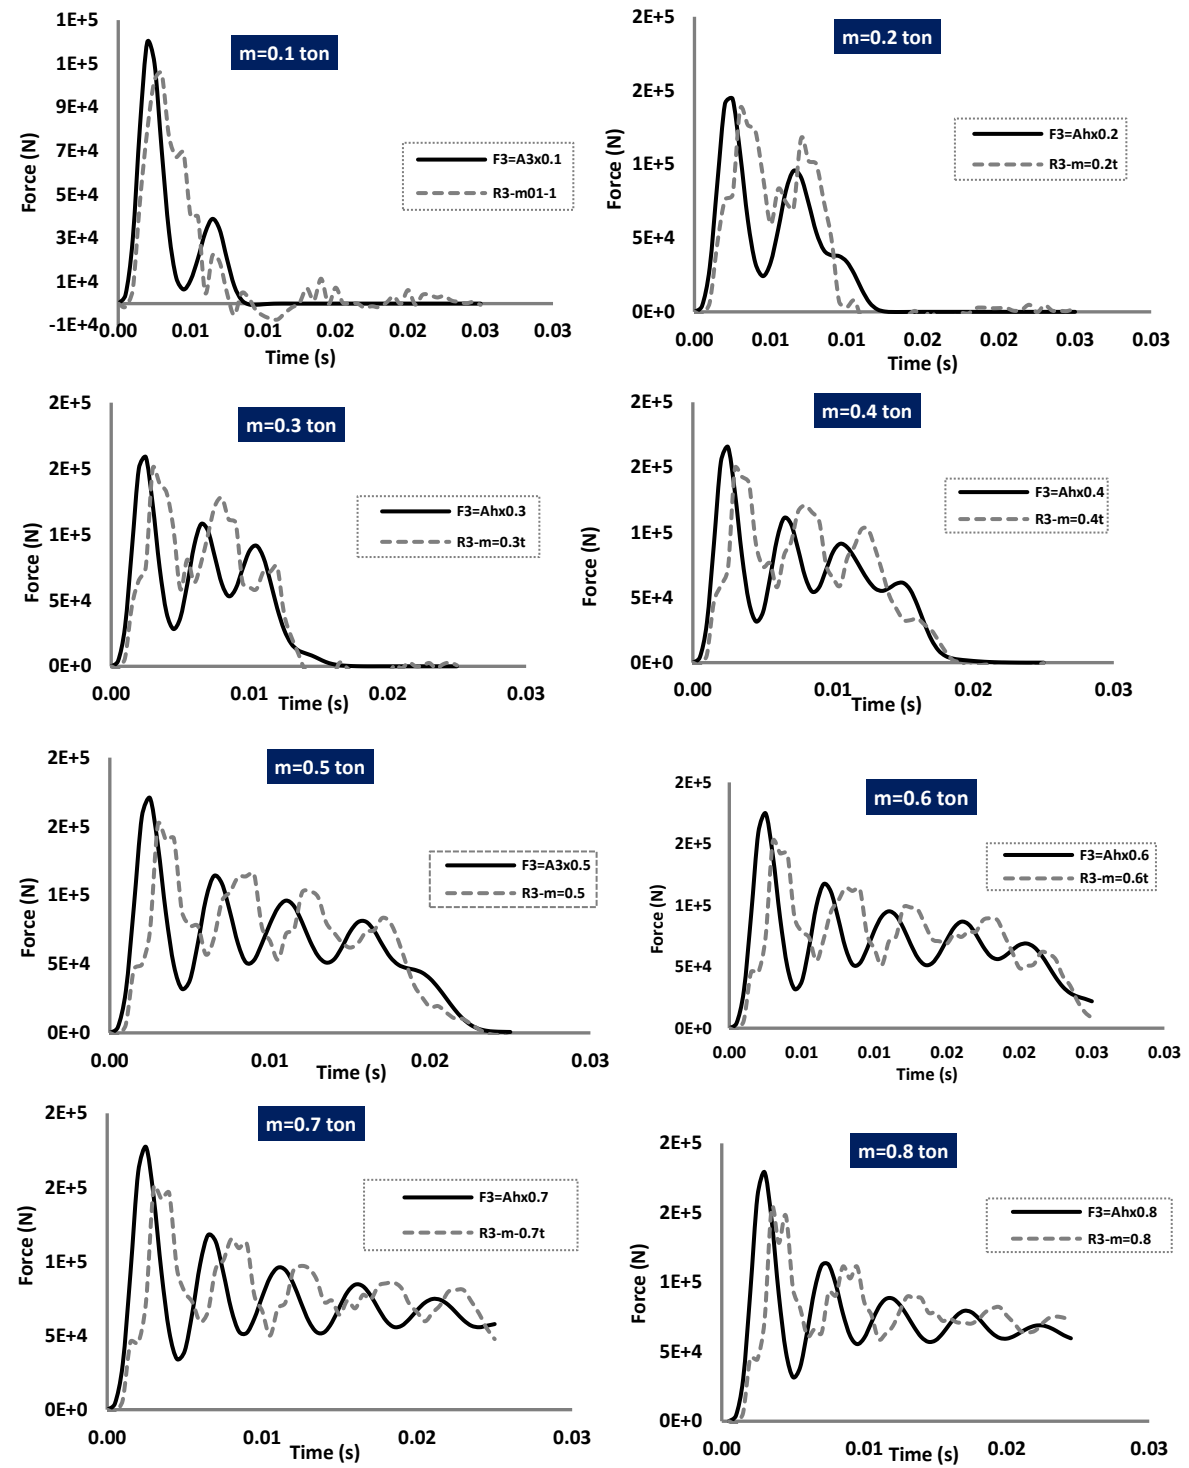 m=0.1 ton
1E+5
1E+5
9E+4
7E+4
5E+4
3E+4
1E+4
-1E+4
Force (N)
F3=A3x0.1
R3-m01-1
0.00 0.01 0.01 0.02 0.02 0.03 0.03
Time (s)
m=0.2 ton
2E+5
2E+5
1E+5
5E+4
0E+0
Force (N)
F3=Ahx0.2
R3-m=0.2t
0.00 0.01 0.01 0.02 0.02 0.03 0.03
Time (s)
m=0.3 ton
2E+5
2E+5
1E+5
5E+4
0E+0
Force (N)
F3=Ahx0.3
R3-m=0.3t
0.00 0.01 0.02 0.03
Time (s)
m=0.4 ton
2E+5
2E+5
1E+5
5E+4
0E+0
Force (N)
F3=Ahx0.4
R3-m=0.4t
0.00 0.01 0.02 0.03
Time (s)
m=0.5 ton
2E+5
2E+5
1E+5
5E+4
0E+0
Force (N)
F3=A3x0.5
R3-m=0.5
0.00 0.01 0.02 0.03
Time (s)
m=0.6 ton
2E+5
2E+5
1E+5
5E+4
0E+0
Force (N)
F3=Ahx0.6
R3-m=0.6t
0.00 0.01 0.01 0.02 0.02 0.03 0.03
Time (s)
m=0.7 ton
2E+5
2E+5
1E+5
5E+4
0E+0
Force (N)
F3=Ahx0.7
R3-m-0.7t
0.00 0.01 0.02 0.03
Time (s)
m=0.8 ton
2E+5
2E+5
1E+5
5E+4
0E+0
Force (N)
F3=Ahx0.8
R3-m=0.8
0.00 0.01 0.02 0.03
Time (s)